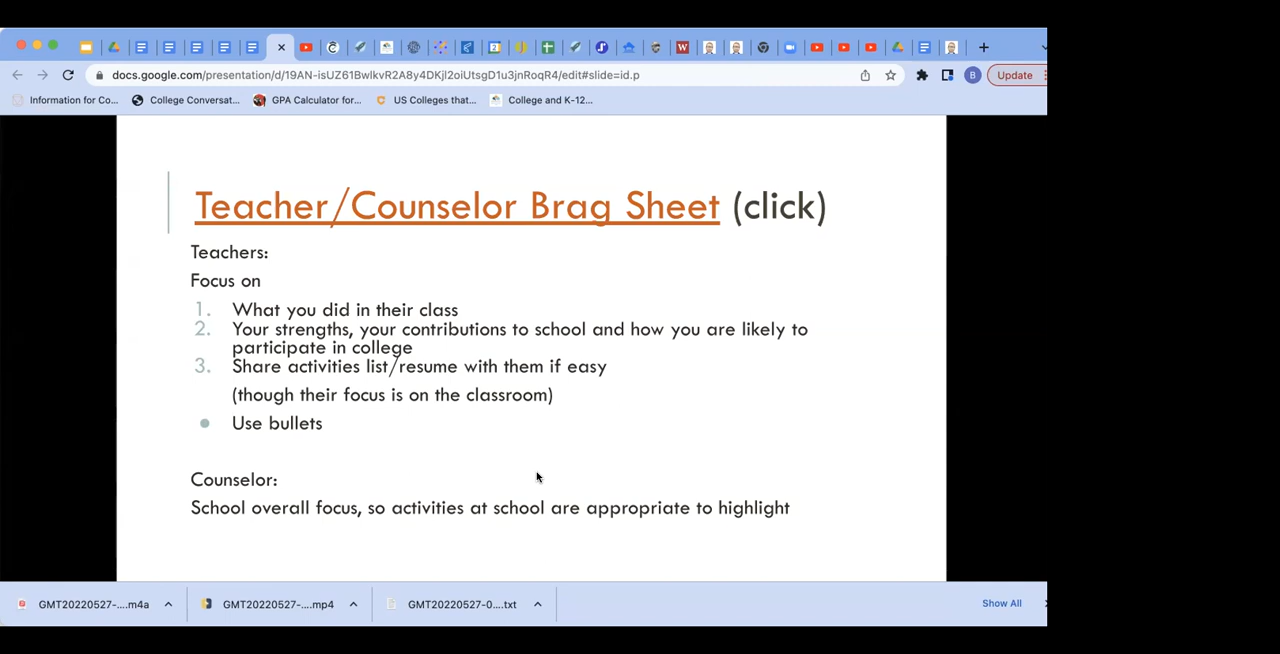 docs.google.com/presentation/d/19AN-isUZ61BwlkvR2A8y4DKjl2oiUtsgD1u3jnRoqR4/edit#slide=id.p
B
Update
Information for Co...
College Conversat...
GPA Calculator for...
US Colleges that...
College and K-12...
Teacher/Counselor Brag Sheet (click)
Teachers:
Focus on
1. What you did in their class
2. Your strengths, your contributions to school and how you are likely to
participate in college
3. Share activities list/resume with them if easy
(though their focus is on the classroom)
● Use bullets
Counselor:
School overall focus, so activities at school are appropriate to highlight
GMT20220527-....m4a
GMT20220527-....mp4
GMT20220527-0....txt
Show All